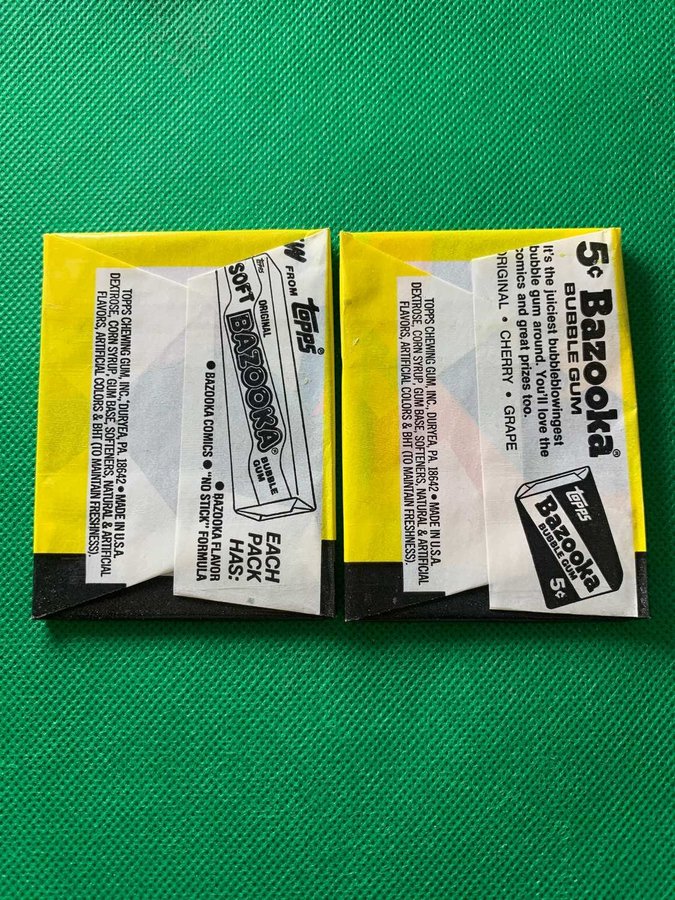 TOPPS CHEWING GUM, INC., DURYEA, PA. 18642 • MADE IN U.S.A.
DEXTROSE, CORN SYRUP, GUM BASE, SOFTENERS, NATURAL & ARTIFICIAL
FLAVORS, ARTIFICIAL COLORS & BHT (TO MAINTAIN FRESHNESS).
FROM Topps®
Topps
ORIGINAL
SOFT BAZOOKA® BUBBLE GUM
EACH
PACK
HAS:
• BAZOOKA FLAVOR
• BAZOOKA COMICS • "NO STICK" FORMULA
TOPPS CHEWING GUM, INC., DURYEA, PA. 18642 • MADE IN U.S.A.
DEXTROSE, CORN SYRUP, GUM BASE, SOFTENERS, NATURAL & ARTIFICIAL
FLAVORS, ARTIFICIAL COLORS & BHT (TO MAINTAIN FRESHNESS).
5¢ Bazooka®
BUBBLE GUM
It's the juiciest bubbleblowingest
bubble gum around. You'll love the
comics and great prizes too.
ORIGINAL • CHERRY • GRAPE
Topps
Bazooka
BUBBLE GUM
5¢